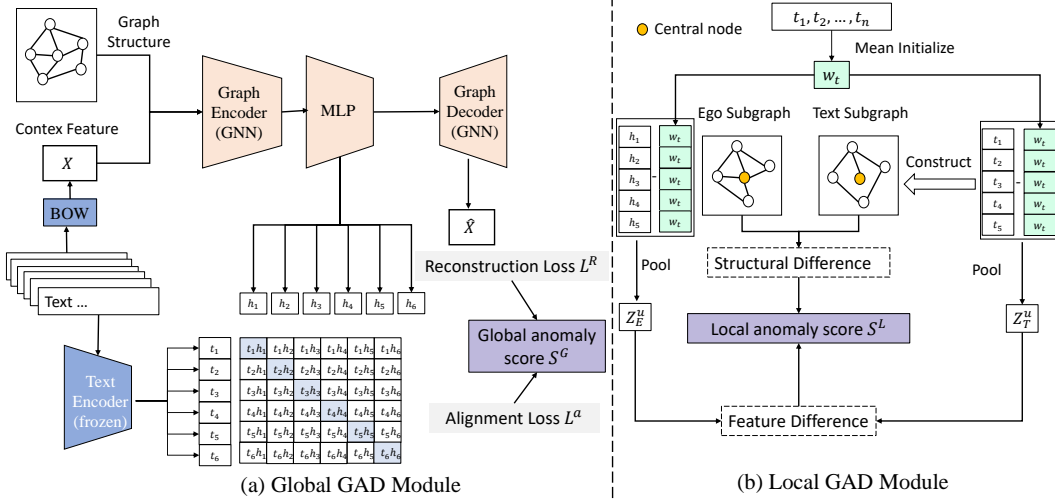 Graph
Structure
Contex Feature
X
BOW
Text ...
Text
Encoder
(frozen)
Graph
Encoder
(GNN)
MLP
Graph
Decoder
(GNN)
X̂
h₁ h₂ h₃ h₄ h₅ h₆
t₁
t₂
t₃
t₄
t₅
t₆
t₁h₁ t₁h₂ t₁h₃ t₁h₄ t₁h₅ t₁h₆
t₂h₁ t₂h₂ t₂h₃ t₂h₄ t₂h₅ t₂h₆
t₃h₁ t₃h₂ t₃h₃ t₃h₄ t₃h₅ t₃h₆
t₄h₁ t₄h₂ t₄h₃ t₄h₄ t₄h₅ t₄h₆
t₅h₁ t₅h₂ t₅h₃ t₅h₄ t₅h₅ t₅h₆
t₆h₁ t₆h₂ t₆h₃ t₆h₄ t₆h₅ t₆h₆
Reconstruction Loss Lᴿ
Global anomaly
score Sᴳ
Alignment Loss Lᵃ
(a) Global GAD Module
t₁, t₂, ..., tₙ
Central node
Mean Initialize
wₜ
Ego Subgraph
Text Subgraph
h₁ wₜ
h₂ wₜ
h₃ - wₜ
h₄ wₜ
h₅ wₜ
Construct
t₁ wₜ
t₂ wₜ
t₃ - wₜ
t₄ wₜ
t₅ wₜ
Pool
Structural Difference
Pool
Z_E^u
Local anomaly score Sᴸ
Z_T^u
Feature Difference
(b) Local GAD Module